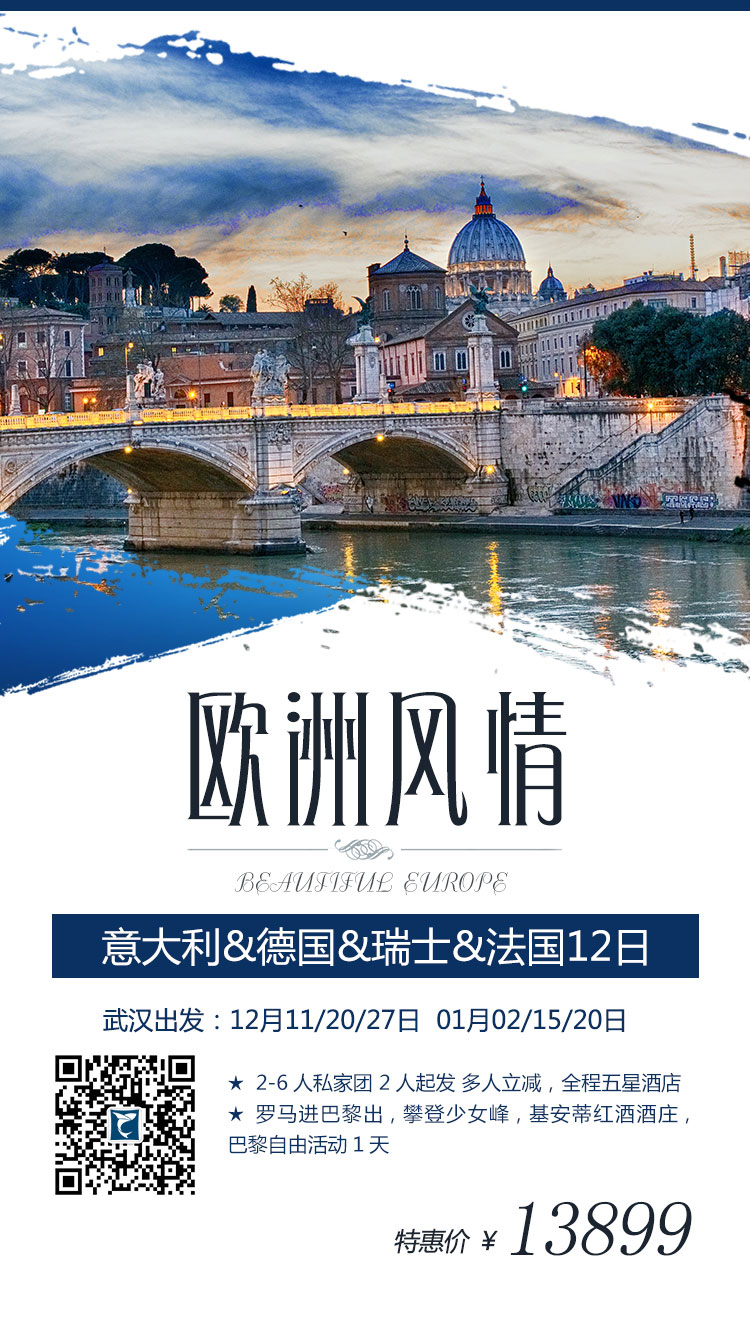 欧洲风情
BEAUTIFUL EUROPE
意大利&德国&瑞士&法国12日
武汉出发：12月11/20/27日 01月02/15/20日
★ 2-6 人私家团 2 人起发 多人立减，全程五星酒店
★ 罗马进巴黎出，攀登少女峰，基安蒂红酒酒庄，
巴黎自由活动 1 天
特惠价 ¥ 13899